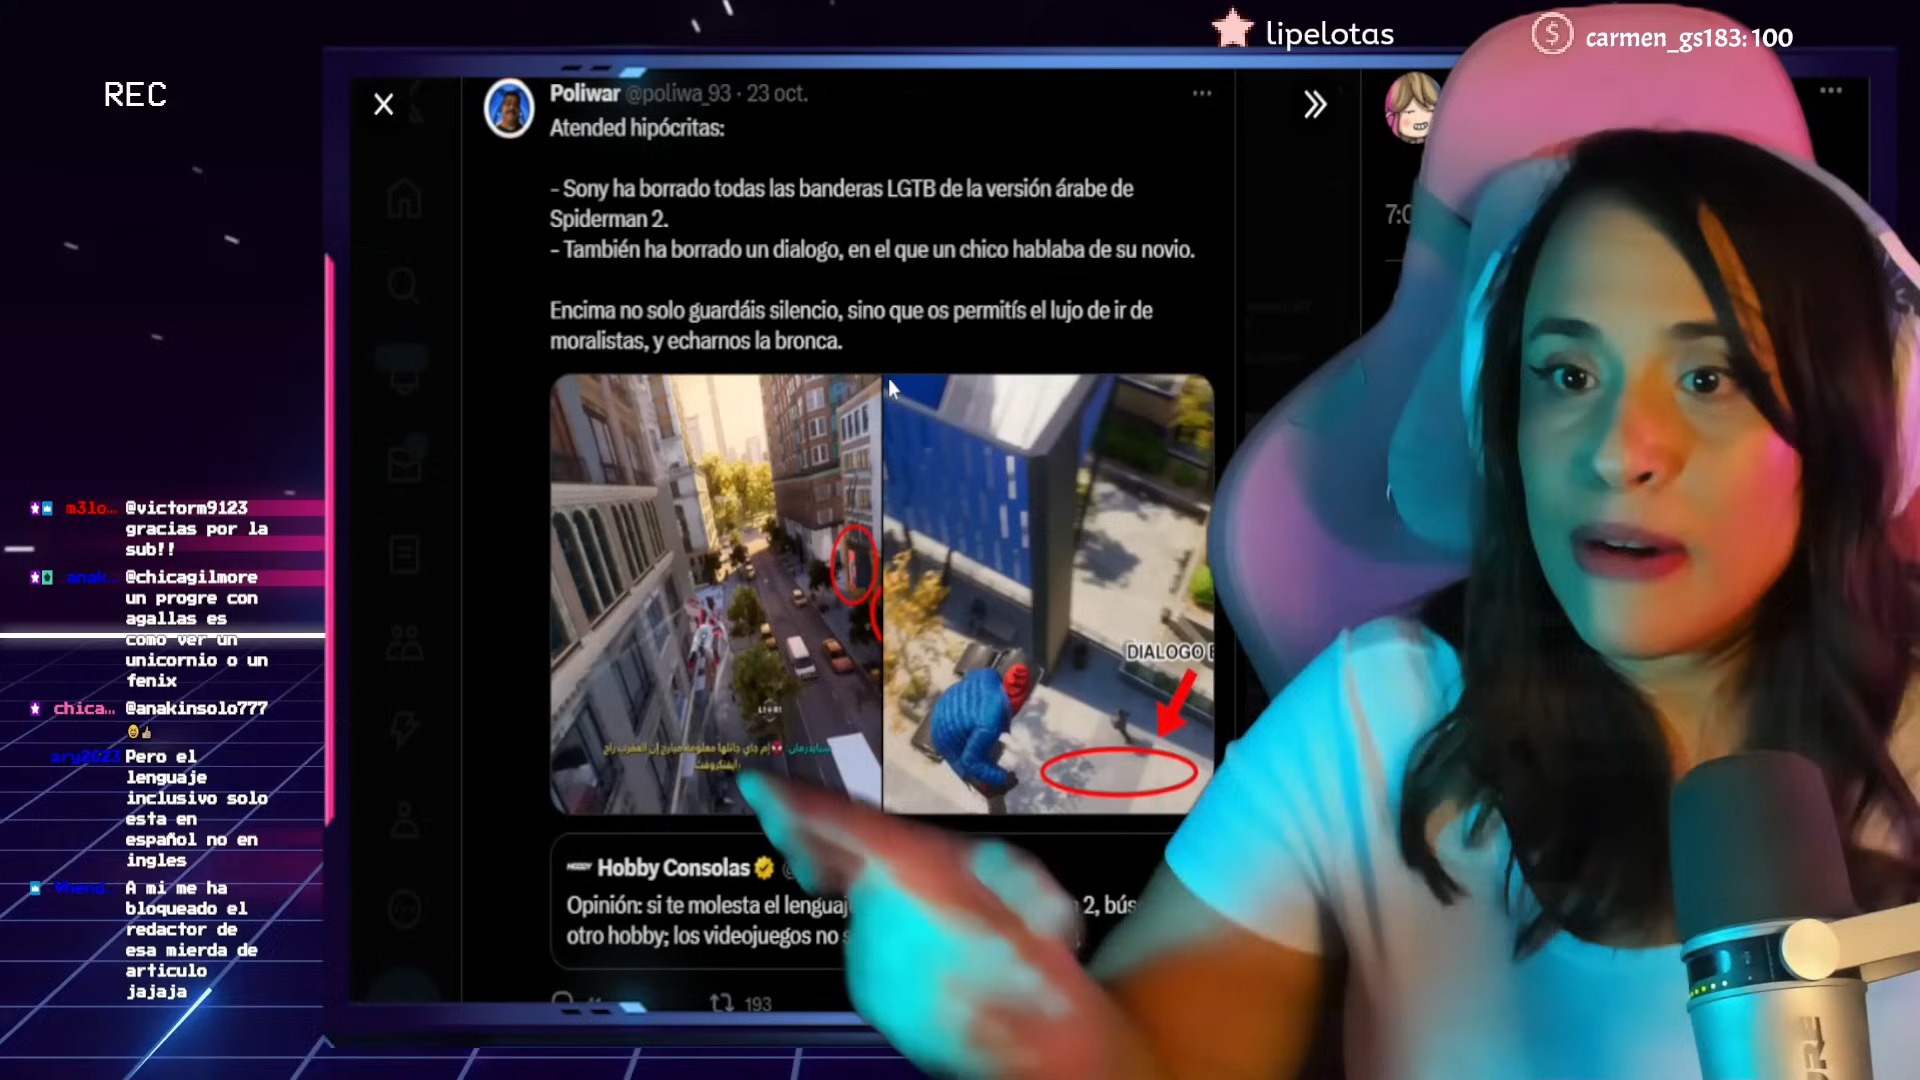 lipelotas
carmen_gs183: 100
REC
Poliwar @poliwa_93 · 23 oct.
Atended hipócritas:
- Sony ha borrado todas las banderas LGTB de la versión árabe de
Spiderman 2.
- También ha borrado un dialogo, en el que un chico hablaba de su novio.
Encima no solo guardáis silencio, sino que os permitís el lujo de ir de
moralistas, y echarnos la bronca.
DIALOGO
Hobby Consolas
Opinión: si te molesta el lenguaj 2, bús
otro hobby; los videojuegos no s
193
7:0
m3lo... @victorm9123
gracias por la
sub!!
anak... @chicagilmore
un progre con
agallas es
como ver un
unicornio o un
fenix
chica... @anakinsolo777
ary2023 Pero el
lenguaje
inclusivo solo
esta en
español no en
ingles
Vhend... A mi me ha
bloqueado el
redactor de
esa mierda de
articulo
jajaja